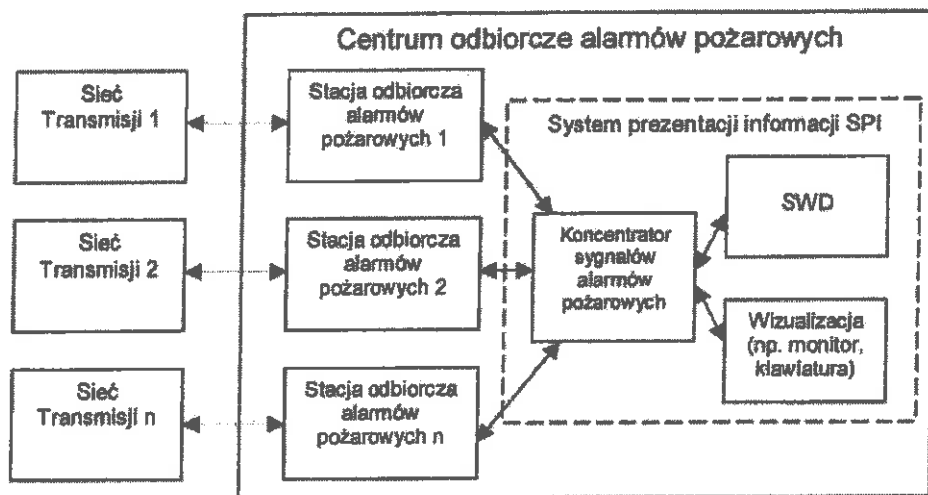 Centrum odbiorcze alarmów pożarowych
Sieć
Transmisji 1
Stacja odbiorcza
alarmów
pożarowych 1
System prezentacji informacji SPI
SWD
Sieć
Transmisji 2
Stacja odbiorcza
alarmów
pożarowych 2
Koncentrator
sygnałów
alarmów
pożarowych
Wizualizacja
(np. monitor,
klawiatura)
Sieć
Transmisji n
Stacja odbiorcza
alarmów
pożarowych n